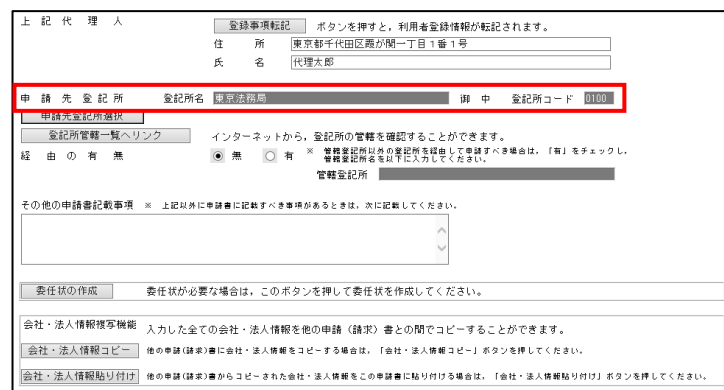 上 記 代 理 人
登録事項転記 ボタンを押すと，利用者登録情報が転記されます。
住 所 東京都千代田区霞が関一丁目１番１号
氏 名 代理太郎
申 請 先 登 記 所 登記所名 東京法務局 御 中 登記所コード 0100
申請先登記所選択
登記所管轄一覧へリンク インターネットから，登記所の管轄を確認することができます。
経 由 の 有 無 無 有 ※ 管轄登記所以外の登記所を経由して申請すべき場合は，「有」をチェックし，
管轄登記所名を以下に入力してください。
管轄登記所
その他の申請書記載事項 ※ 上記以外に申請書に記載すべき事項があるときは，次に記載してください。
委任状の作成 委任状が必要な場合は，このボタンを押して委任状を作成してください。
会社・法人情報複写機能 入力した全ての会社・法人情報を他の申請（請求）書との間でコピーすることができます。
会社・法人情報コピー 他の申請(請求)書に会社・法人情報をコピーする場合は，「会社・法人情報コピー」ボタンを押してください。
会社・法人情報貼り付け 他の申請(請求)書からコピーされた会社・法人情報をこの申請書に貼り付ける場合は，「会社・法人情報貼り付け」ボタンを押してください。